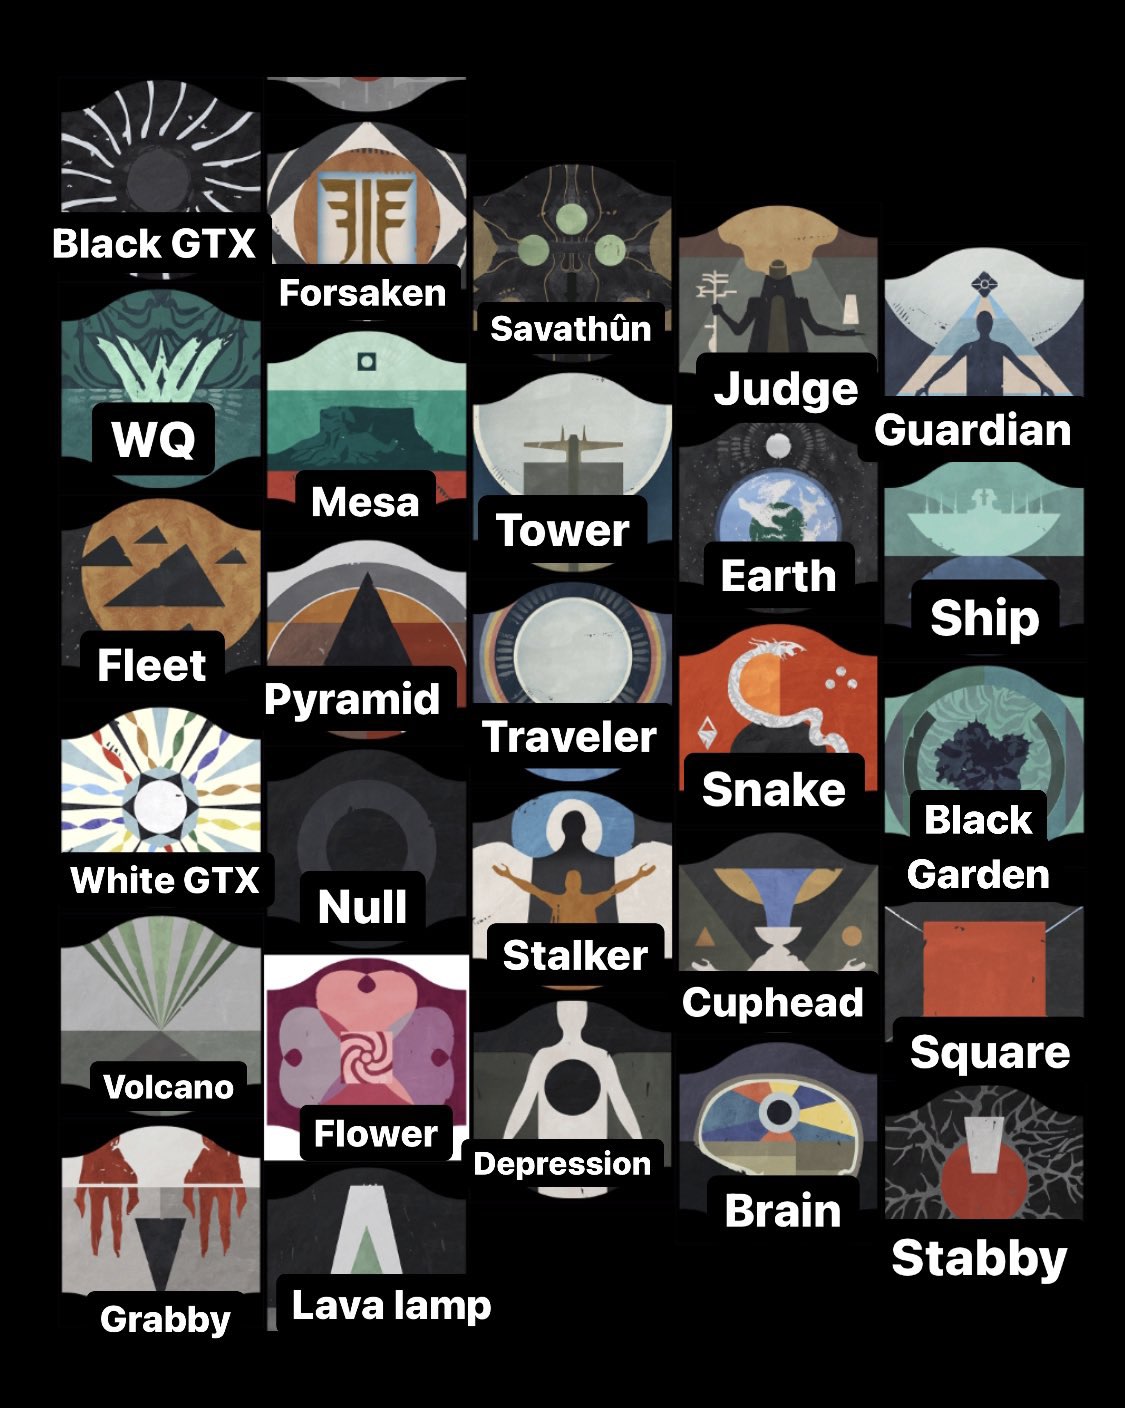 Black GTX
Forsaken
Savathûn
Judge
Guardian
WQ
Mesa
Tower
Earth
Ship
Fleet
Pyramid
Traveler
Snake
Black
Garden
White GTX
Null
Stalker
Cuphead
Square
Volcano
Flower
Depression
Brain
Stabby
Grabby
Lava lamp